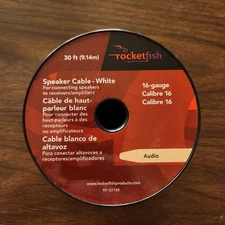 rocketfish
30 ft (9.14m)
Speaker Cable - White
For connecting speakers
to receivers/amplifiers
16-gauge
Calibre 16
Calibre 16
Câble de haut-
parleur blanc
Pour connecter des
haut-parleurs à des
récepteurs
ou amplificateurs
Cable blanco de
altavoz
Para conectar altavoces a
receptores/amplificadores
Audio
www.rocketfishproducts.com